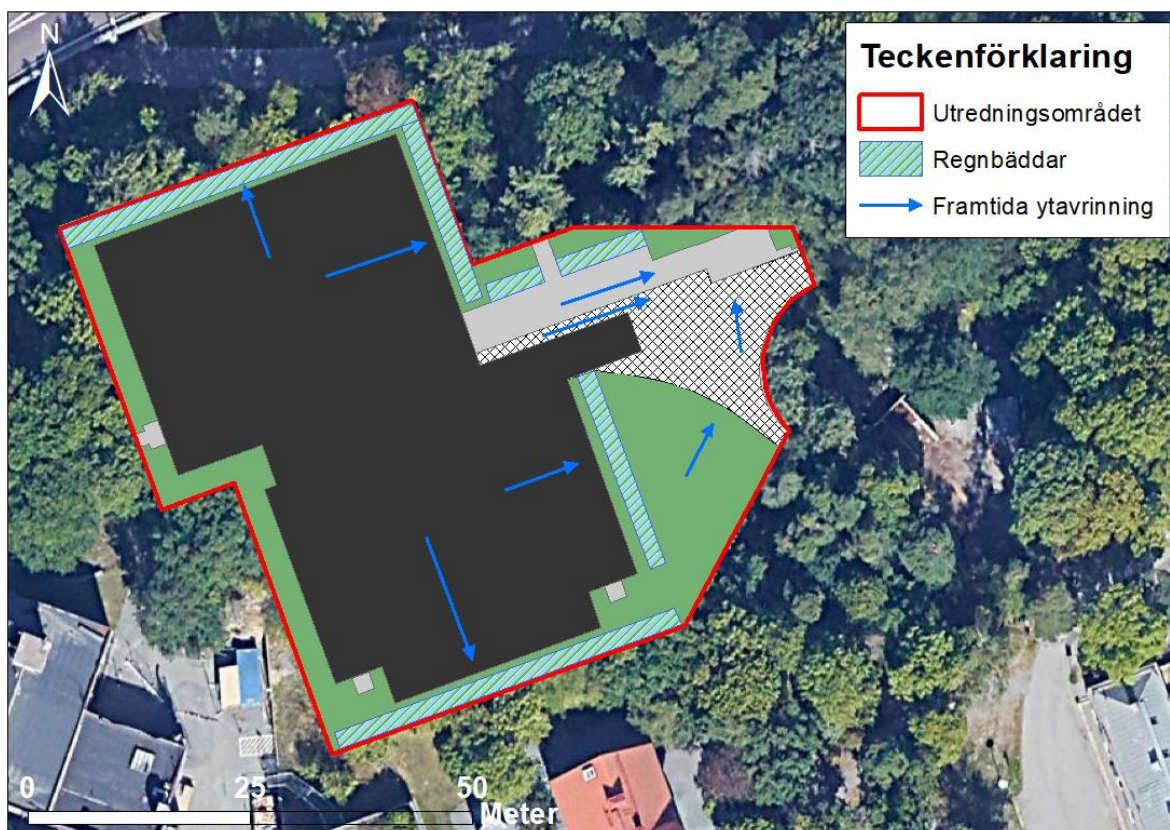 N
Teckenförklaring
Utredningsområdet
Regnbäddar
Framtida ytavrinning
0 25 50
Meter